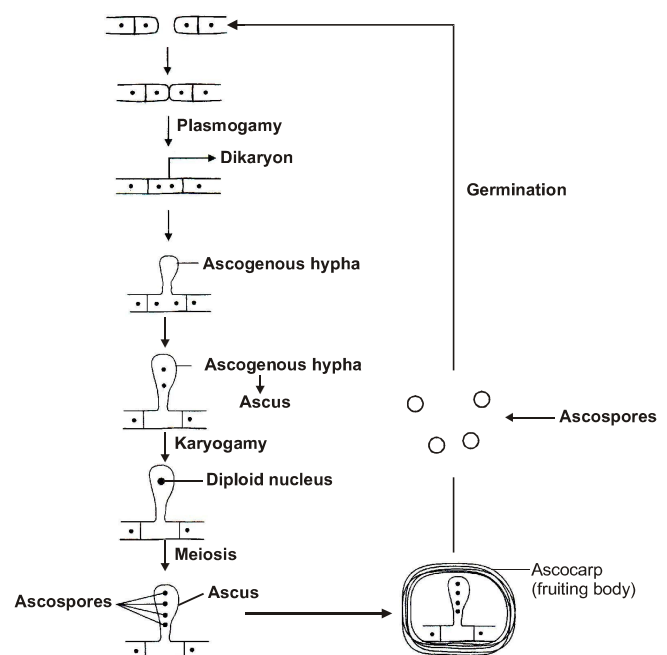 Plasmogamy
Dikaryon
Germination
Ascogenous hypha
Ascogenous hypha
Ascus
Ascospores
Karyogamy
Diploid nucleus
Meiosis
Ascocarp
(fruiting body)
Ascus
Ascospores